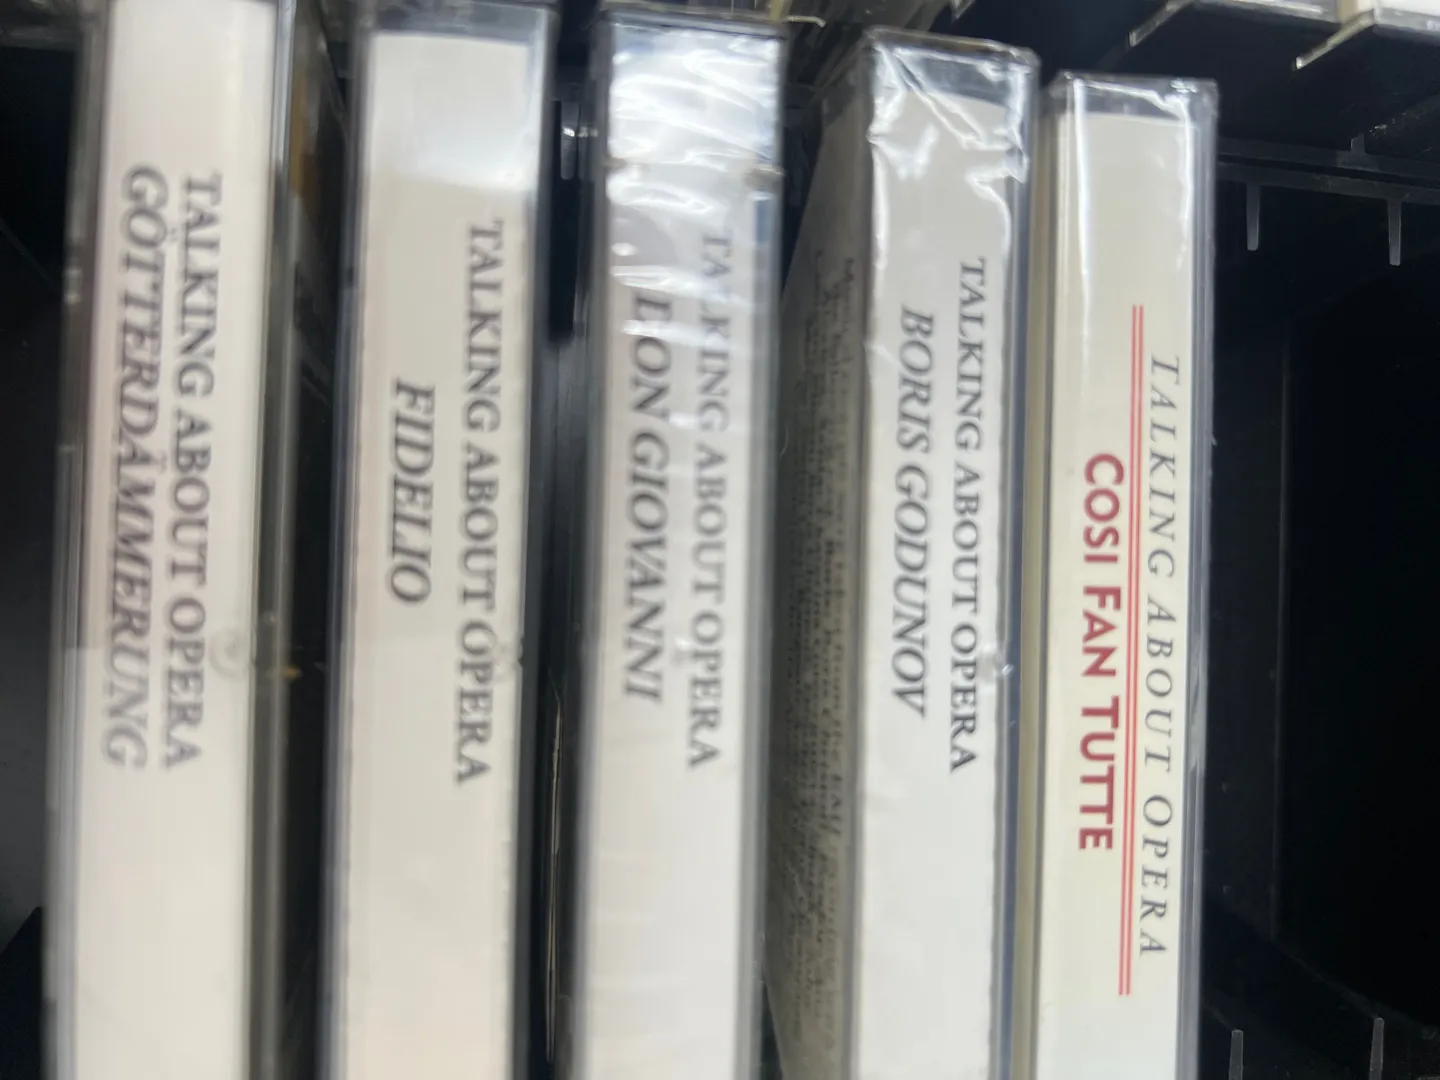 TALKING ABOUT OPERA
GÖTTERDÄMMERUNG
TALKING ABOUT OPERA
FIDELIO
TALKING ABOUT OPERA
DON GIOVANNI
TALKING ABOUT OPERA
BORIS GODUNOV
TALKING ABOUT OPERA
COSI FAN TUTTE